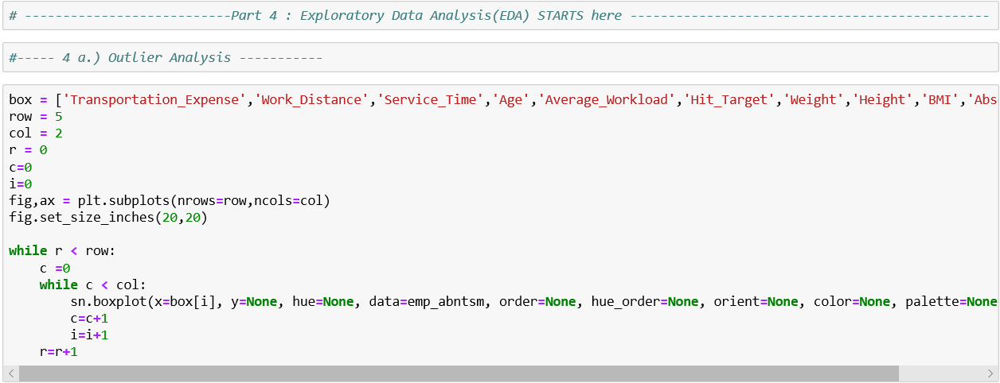 # ---------------------------Part 4 : Exploratory Data Analysis(EDA) STARTS here -----------------------------------------------
#----- 4 a.) Outlier Analysis -----------
box = ['Transportation_Expense','Work_Distance','Service_Time','Age','Average_Workload','Hit_Target','Weight','Height','BMI','Abs
row = 5
col = 2
r = 0
c=0
i=0
fig,ax = plt.subplots(nrows=row,ncols=col)
fig.set_size_inches(20,20)
while r < row:
    c =0
    while c < col:
        sn.boxplot(x=box[i], y=None, hue=None, data=emp_abntsm, order=None, hue_order=None, orient=None, color=None, palette=None
        c=c+1
        i=i+1
    r=r+1